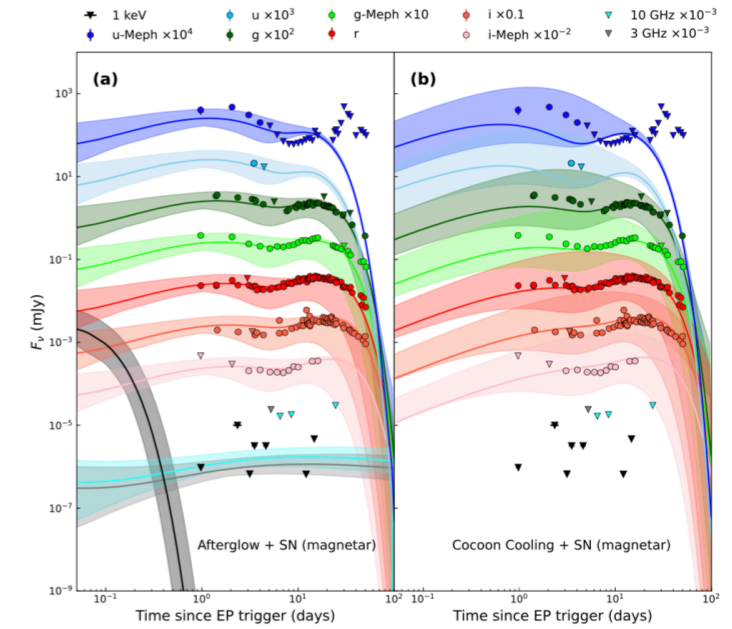 1 keV u ×10³ g-Meph ×10 i ×0.1 10 GHz ×10⁻³
u-Meph ×10⁴ g ×10² r i-Meph ×10⁻² 3 GHz ×10⁻³
(a) (b)
10³
10¹
10⁻¹
10⁻³
10⁻⁵
10⁻⁷
10⁻⁹
F_ν (mJy)
Afterglow + SN (magnetar) Cocoon Cooling + SN (magnetar)
10⁻¹ 10⁰ 10¹ 10² 10⁻¹ 10⁰ 10¹ 10²
Time since EP trigger (days) Time since EP trigger (days)